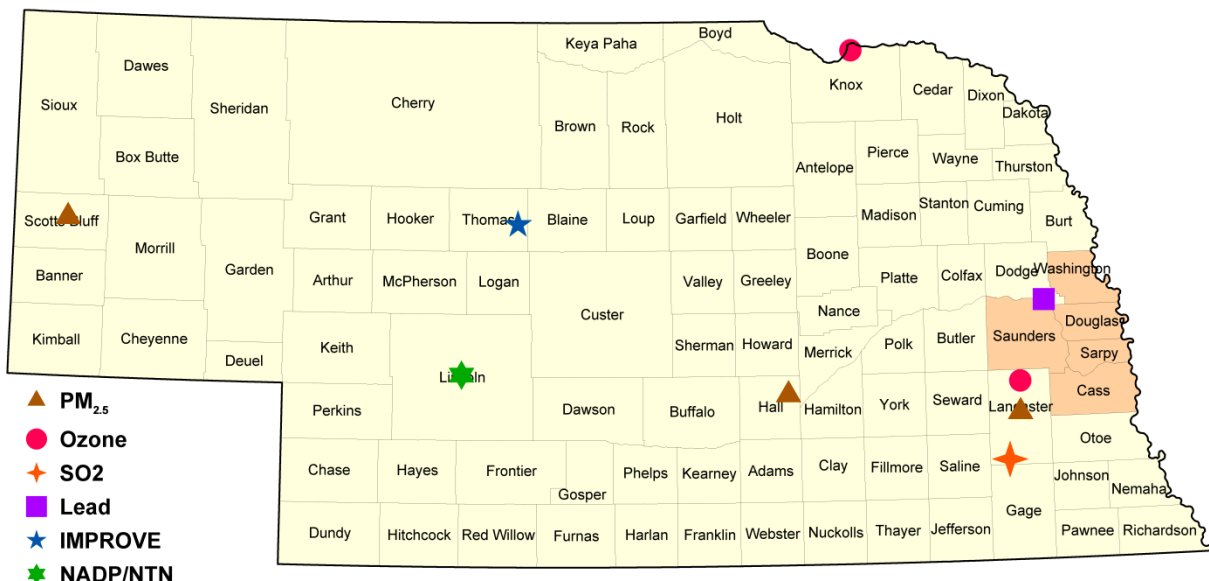 Boyd
Keya Paha
Dawes
Knox
Cedar
Dixon
Sioux
Sheridan
Cherry
Dakota
Brown
Rock
Holt
Box Butte
Antelope
Pierce
Wayne
Thurston
Scotts Bluff
Grant
Hooker
Thomas
Blaine
Loup
Garfield
Wheeler
Madison
Stanton
Cuming
Burt
Morrill
Boone
Banner
Garden
Arthur
McPherson
Logan
Valley
Greeley
Platte
Colfax
Dodge
Washington
Custer
Nance
Kimball
Cheyenne
Deuel
Keith
Sherman
Howard
Merrick
Polk
Butler
Saunders
Douglas
Sarpy
Lincoln
Cass
PM2.5
Perkins
Dawson
Buffalo
Hall
Hamilton
York
Seward
Lancaster
Ozone
Otoe
SO2
Chase
Hayes
Frontier
Gosper
Phelps
Kearney
Adams
Clay
Fillmore
Saline
Johnson
Nemaha
Lead
Gage
IMPROVE
Dundy
Hitchcock
Red Willow
Furnas
Harlan
Franklin
Webster
Nuckolls
Thayer
Jefferson
Pawnee
Richardson
NADP/NTN